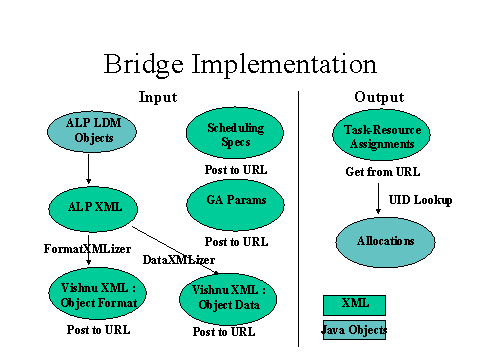 Bridge Implementation
Input
Output
ALP LDM
Objects
Scheduling
Specs
Post to URL
ALP XML
GA Params
Post to URL
FormatXMLizer
DataXMLizer
Vishnu XML :
Object Format
Post to URL
Vishnu XML :
Object Data
Post to URL
Task-Resource
Assignments
Get from URL
UID Lookup
Allocations
XML
Java Objects